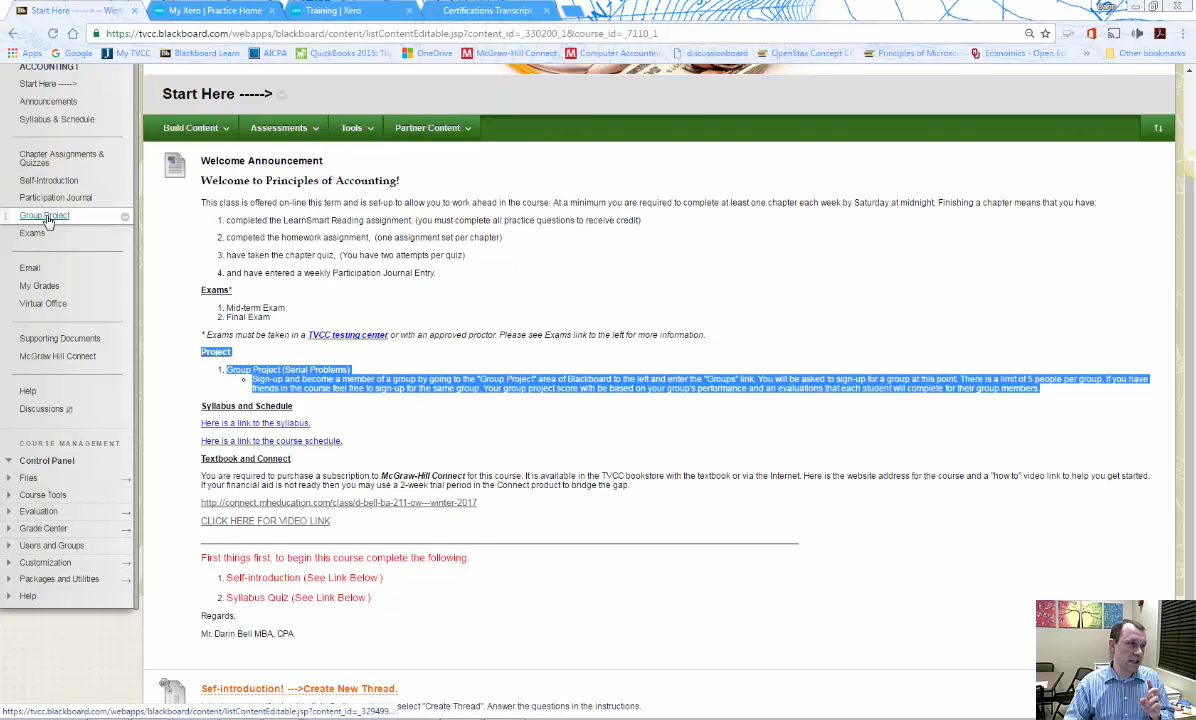 Start Here -----> – Wint
My Xero | Practice Home
Training | Xero
Certifications Transcript
https://tvcc.blackboard.com/webapps/blackboard/content/listContentEditable.jsp?content_id=_330200_1&course_id=_7110_1
Apps
Google
My TVCC
Blackboard Learn
AICPA
QuickBooks 2015: The
OneDrive
McGraw-Hill Connect
Computer Accounting
discussionboard
OpenStax Concept C
Principles of Microec
Economics - Open Ed
Other bookmarks
ACCOUNTING I
Start Here ----->
Announcements
Syllabus & Schedule
Chapter Assignments &
Quizzes
Self-Introduction
Participation Journal
Group Project
Exams
Email
My Grades
Virtual Office
Supporting Documents
McGraw Hill Connect
Help
Discussions
COURSE MANAGEMENT
Control Panel
Files
Course Tools
Evaluation
Grade Center
Users and Groups
Customization
Packages and Utilities
Help
Start Here ----->
Build Content
Assessments
Tools
Partner Content
Welcome Announcement
Welcome to Principles of Accounting!
This class is offered on-line this term and is set-up to allow you to work ahead in the course. At a minimum you are required to complete at least one chapter each week by Saturday at midnight. Finishing a chapter means that you have:
1. completed the LearnSmart Reading assignment, (you must complete all practice questions to receive credit)
2. competed the homework assignment, (one assignment set per chapter)
3. have taken the chapter quiz, (You have two attempts per quiz)
4. and have entered a weekly Participation Journal Entry.
Exams*
1. Mid-term Exam
2. Final Exam
* Exams must be taken in a TVCC testing center or with an approved proctor. Please see Exams link to the left for more information.
Project
1. Group Project (Serial Problems)
Sign-up and become a member of a group by going to the "Group Project" area of Blackboard to the left and enter the "Groups" link. You will be asked to sign-up for a group at this point. There is a limit of 5 people per group. If you have
friends in the course feel free to sign-up for the same group. Your group project score with be based on your group's performance and an evaluations that each student will complete for their group members.
Syllabus and Schedule
Here is a link to the syllabus.
Here is a link to the course schedule.
Textbook and Connect
You are required to purchase a subscription to McGraw-Hill Connect for this course. It is available in the TVCC bookstore with the textbook or via the Internet. Here is the website address for the course and a "how to" video link to help you get started.
If your financial aid is not ready then you may use a 2-week trial period in the Connect product to bridge the gap.
http://connect.mheducation.com/class/d-bell-ba-211-ow---winter-2017
CLICK HERE FOR VIDEO LINK
First things first, to begin this course complete the following.
1. Self-introduction (See Link Below.)
2. Syllabus Quiz (See Link Below.)
Regards,
Mr. Darin Bell MBA, CPA
Sef-introduction! --->Create New Thread.
select "Create Thread". Answer the questions in the instructions.
https://tvcc.blackboard.com/webapps/blackboard/content/listContentEditable.jsp?content_id=_329499...